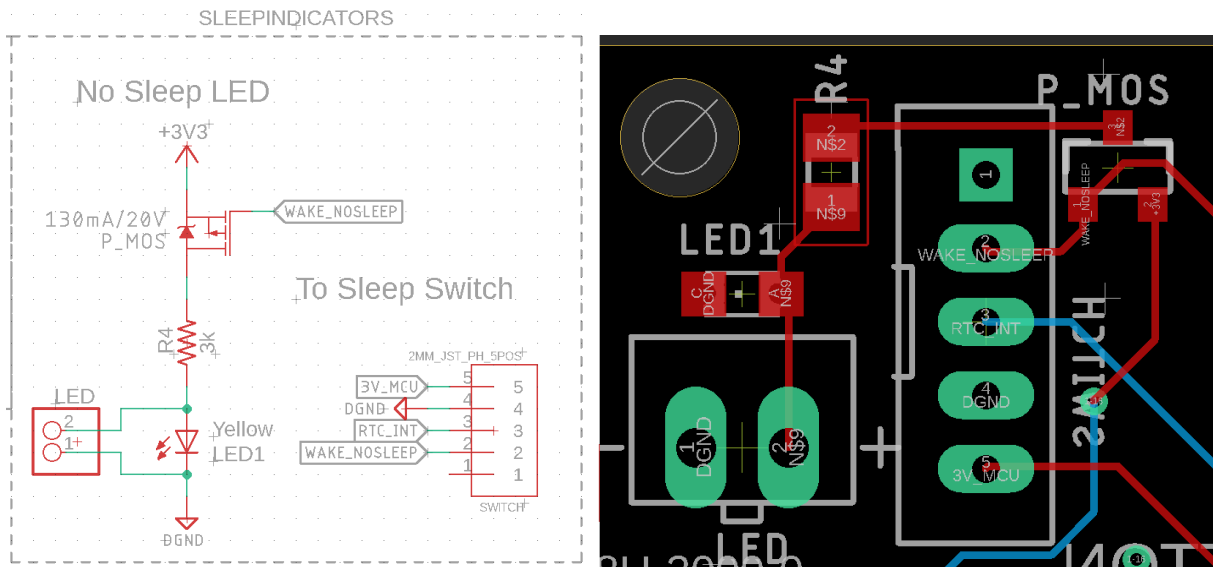 SLEEPINDICATORS
No Sleep LED
+3V3
130mA/20V
P_MOS
WAKE_NOSLEEP
To Sleep Switch
R4
3k
2MM_JST_PH_5POS
3V_MCU
5
5
DGND
4
4
RTC_INT
3
3
WAKE_NOSLEEP
2
2
1
1
SWITCH
LED
2
1
Yellow
LED1
DGND
R4
P_MOS
2
N$2
1
N$9
3
N$2
1
WAKE_NOSLEEP
1
2
+3V3
LED1
C
DGND
A
N$9
2
WAKE_NOSLEEP
3
RTC_INT
4
DGND
5
3V_MCU
SWITCH
1
DGND
2
N$9
LED